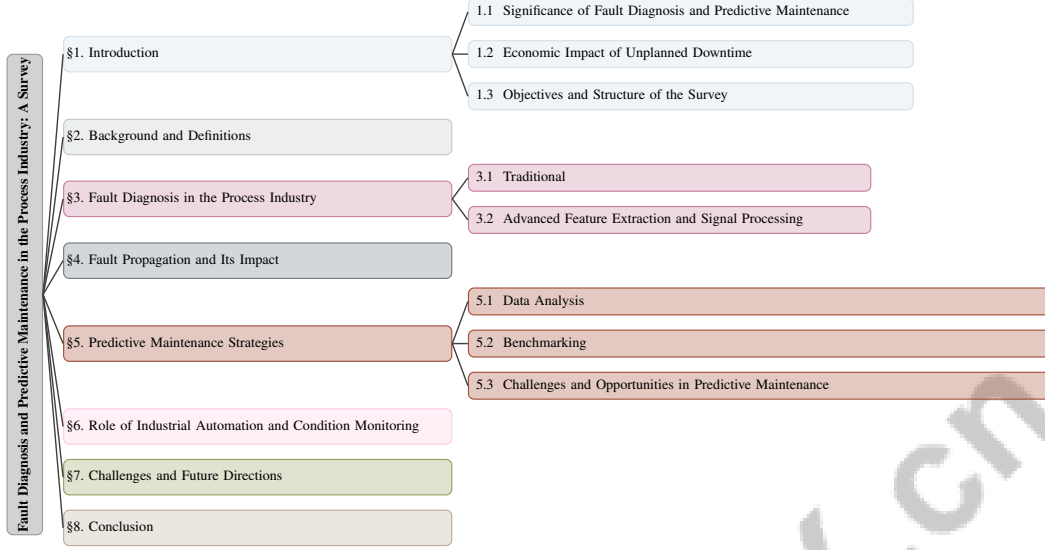 Fault Diagnosis and Predictive Maintenance in the Process Industry: A Survey
§1. Introduction
1.1 Significance of Fault Diagnosis and Predictive Maintenance
1.2 Economic Impact of Unplanned Downtime
1.3 Objectives and Structure of the Survey
§2. Background and Definitions
§3. Fault Diagnosis in the Process Industry
3.1 Traditional
3.2 Advanced Feature Extraction and Signal Processing
§4. Fault Propagation and Its Impact
§5. Predictive Maintenance Strategies
5.1 Data Analysis
5.2 Benchmarking
5.3 Challenges and Opportunities in Predictive Maintenance
§6. Role of Industrial Automation and Condition Monitoring
§7. Challenges and Future Directions
§8. Conclusion
.cn